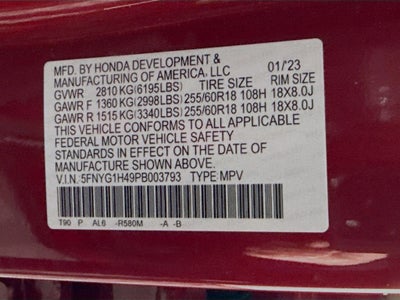 MFD. BY HONDA DEVELOPMENT &
MANUFACTURING OF AMERICA, LLC 01/23
GVWR 2810 KG(6195LBS) TIRE SIZE RIM SIZE
GAWR F 1360 KG(2998LBS) 255/60R18 108H 18X8.0J
GAWR R 1515 KG(3340LBS) 255/60R18 108H 18X8.0J
THIS VEHICLE CONFORMS TO ALL APPLICABLE
FEDERAL MOTOR VEHICLE SAFETY
STANDARDS IN EFFECT ON THE DATE OF
MANUFACTURE SHOWN ABOVE.
V.I.N. 5FNYG1H49PB003793 TYPE MPV
T90 P AL6 -R580M -A -B